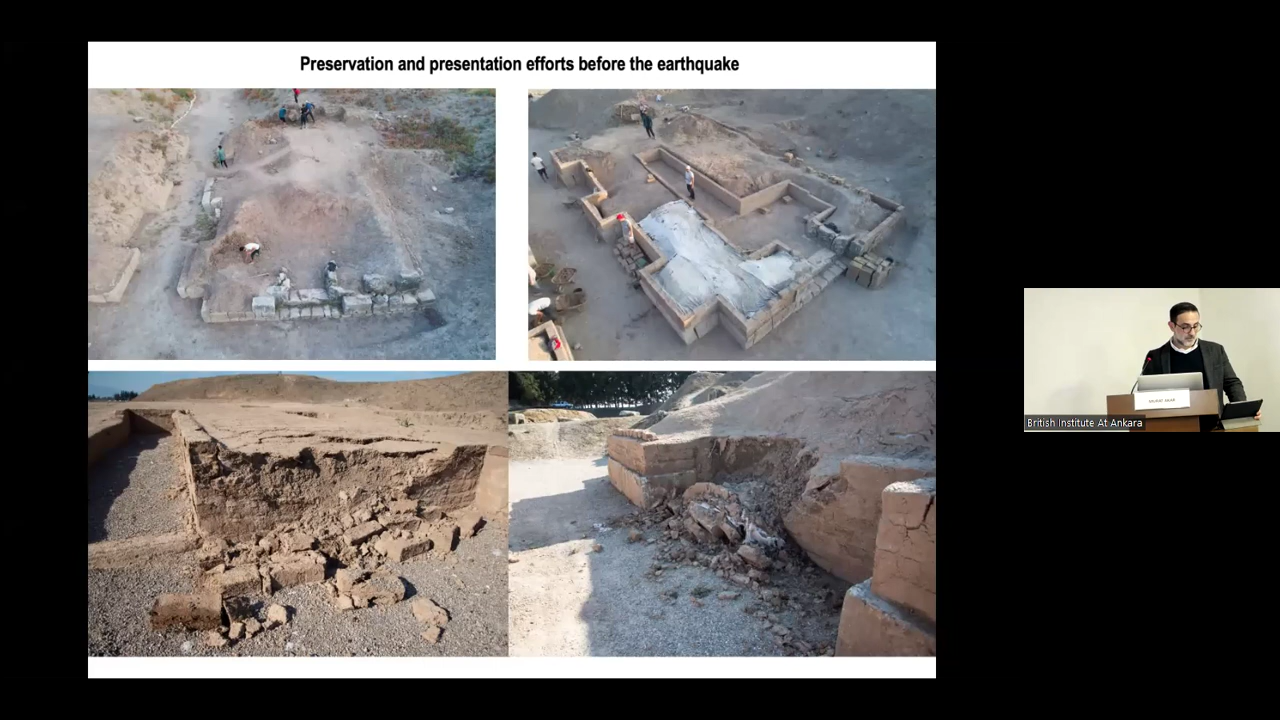 Preservation and presentation efforts before the earthquake
British Institute At Ankara